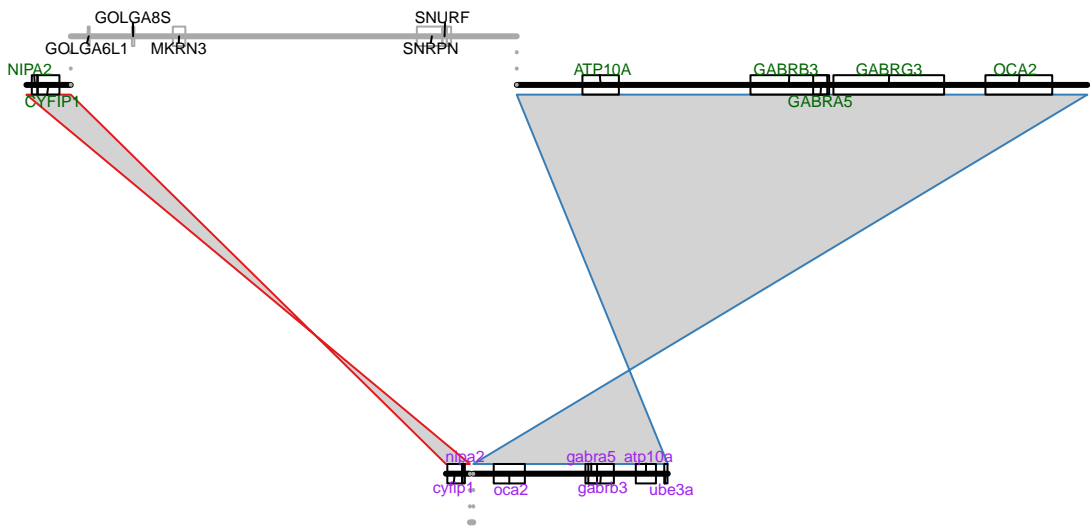 GOLGA8S SNURF
GOLGA6L1 MKRN3 SNRPN
NIPA2 ATP10A GABRB3 GABRG3 OCA2
CYFIP1 GABRA5
nipa2 gabra5 atp10a
cyfip1 oca2 gabrb3 ube3a